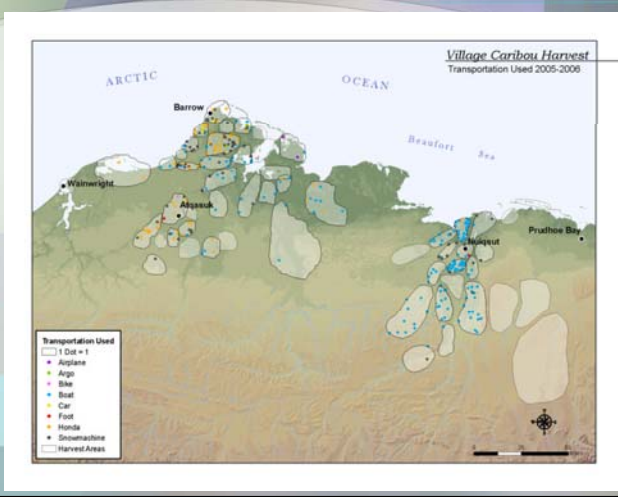 Village Caribou Harvest
Transportation Used 2005-2006
ARCTIC
OCEAN
Barrow
Beaufort Sea
Wainwright
Atqasuk
Nuiqsut
Prudhoe Bay
Transportation Used
1 Dot = 1
Airplane
Argo
Bike
Boat
Car
Foot
Honda
Snowmachine
Harvest Areas